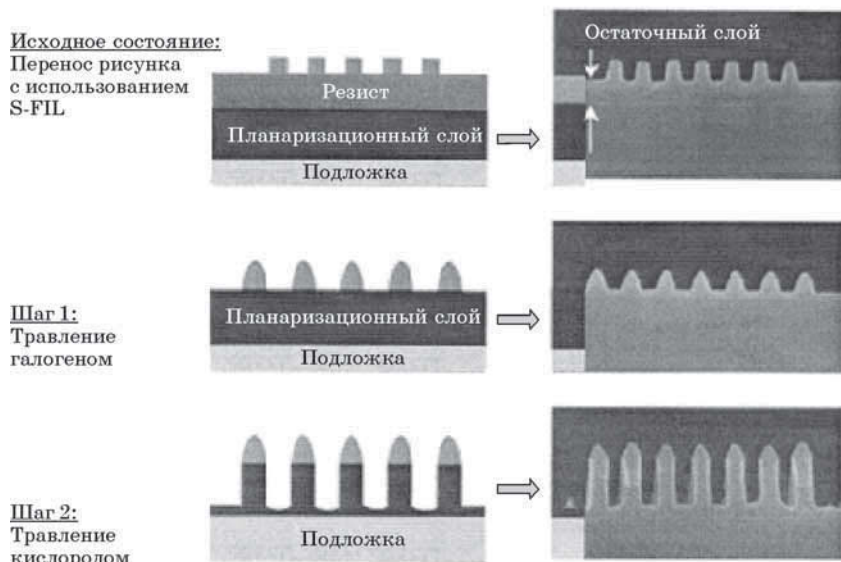 Исходное состояние:
Перенос рисунка
с использованием
S-FIL
Резист
Планаризационный слой
Подложка
Остаточный слой
Шаг 1:
Травление
галогеном
Планаризационный слой
Подложка
Шаг 2:
Травление
кислородом
Подложка